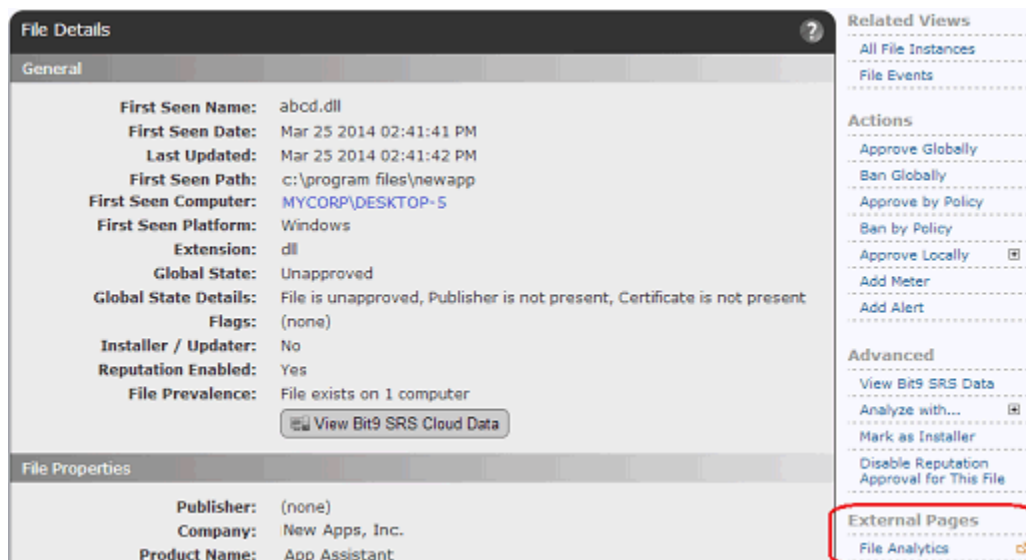 File Details
?
General
First Seen Name: abcd.dll
First Seen Date: Mar 25 2014 02:41:41 PM
Last Updated: Mar 25 2014 02:41:42 PM
First Seen Path: c:\program files\newapp
First Seen Computer: MYCORP\DESKTOP-5
First Seen Platform: Windows
Extension: dll
Global State: Unapproved
Global State Details: File is unapproved, Publisher is not present, Certificate is not present
Flags: (none)
Installer / Updater: No
Reputation Enabled: Yes
File Prevalence: File exists on 1 computer
View Bit9 SRS Cloud Data
File Properties
Publisher: (none)
Company: New Apps, Inc.
Product Name: App Assistant
Related Views
All File Instances
File Events
Actions
Approve Globally
Ban Globally
Approve by Policy
Ban by Policy
Approve Locally
Add Meter
Add Alert
Advanced
View Bit9 SRS Data
Analyze with...
Mark as Installer
Disable Reputation
Approval for This File
External Pages
File Analytics